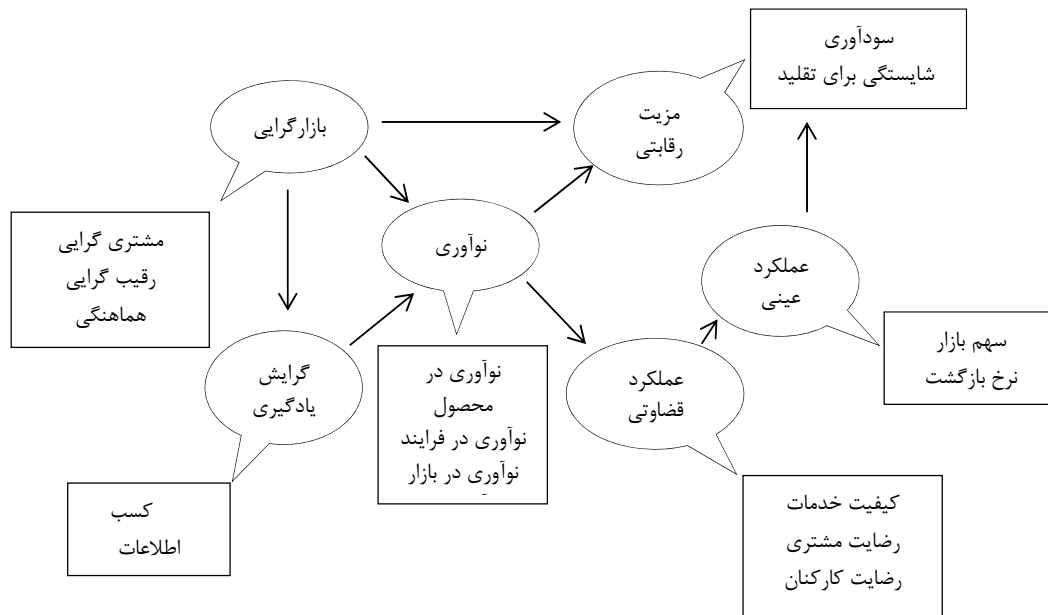 سودآوری
شایستگی برای تقلید
مزیت
رقابتی
بازارگرایی
مشتری گرایی
رقیب گرایی
هماهنگی
نوآوری
عملکرد
عینی
سهم بازار
نرخ بازگشت
گرایش
یادگیری
نوآوری در
محصول
نوآوری در فرایند
نوآوری در بازار
عملکرد
قضاوتی
کسب
اطلاعات
کیفیت خدمات
رضایت مشتری
رضایت کارکنان